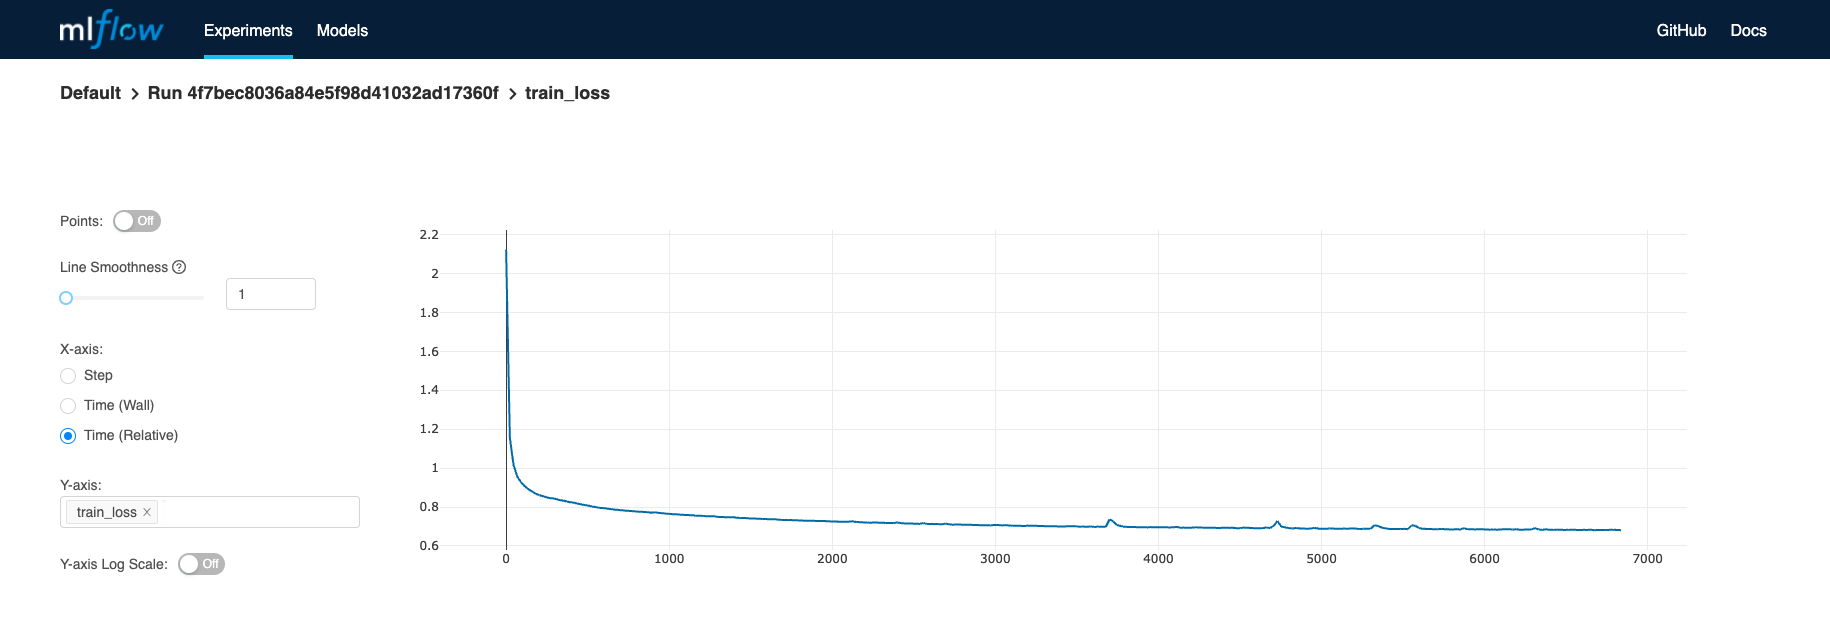 mlflow Experiments Models GitHub Docs
Default > Run 4f7bec8036a84e5f98d41032ad17360f > train_loss
Points: Off
Line Smoothness ?
1
X-axis:
Step
Time (Wall)
Time (Relative)
Y-axis:
train_loss ×
Y-axis Log Scale: Off
2.2
2
1.8
1.6
1.4
1.2
1
0.8
0.6
0 1000 2000 3000 4000 5000 6000 7000